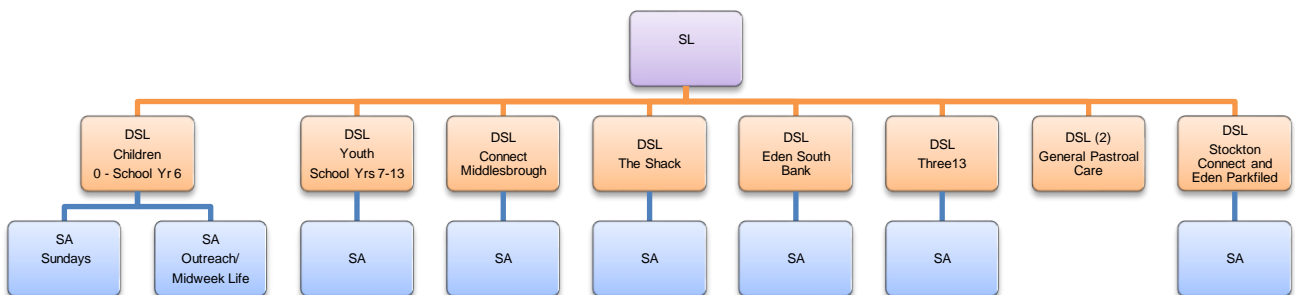 SL
DSL
Children
0 - School Yr 6
DSL
Youth
School Yrs 7-13
DSL
Connect
Middlesbrough
DSL
The Shack
DSL
Eden South
Bank
DSL
Three13
DSL (2)
General Pastroal
Care
DSL
Stockton
Connect and
Eden Parkfiled
SA
Sundays
SA
Outreach/
Midweek Life
SA
SA
SA
SA
SA
SA